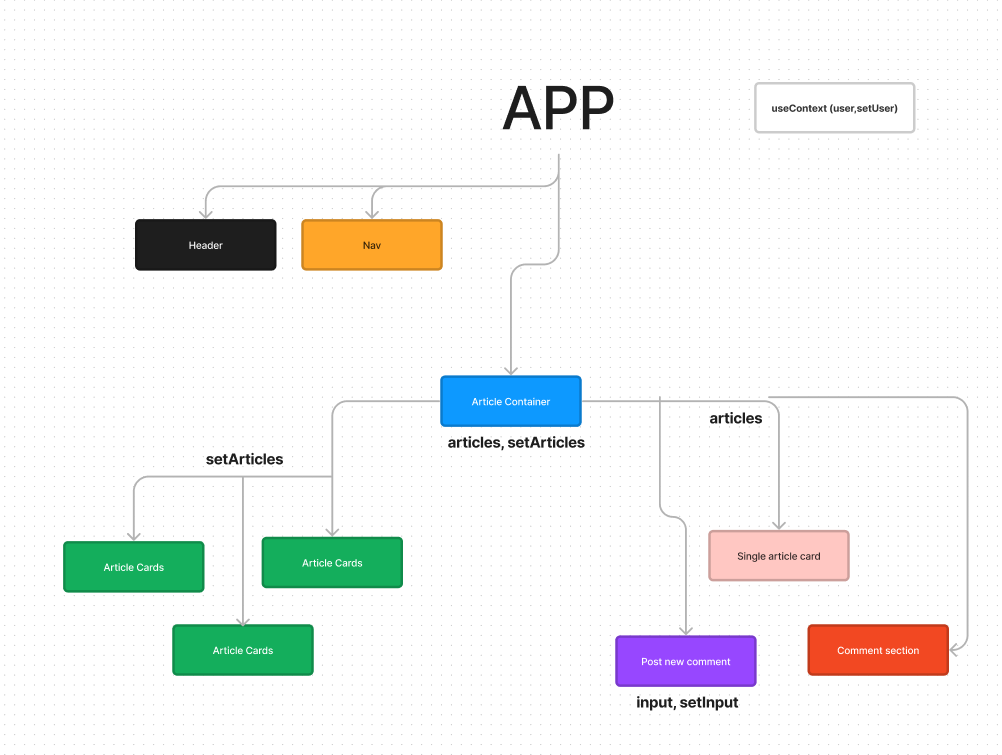 APP
useContext (user,setUser)
Header
Nav
Article Container
articles, setArticles
articles
setArticles
Article Cards
Article Cards
Article Cards
Single article card
Post new comment
input, setInput
Comment section